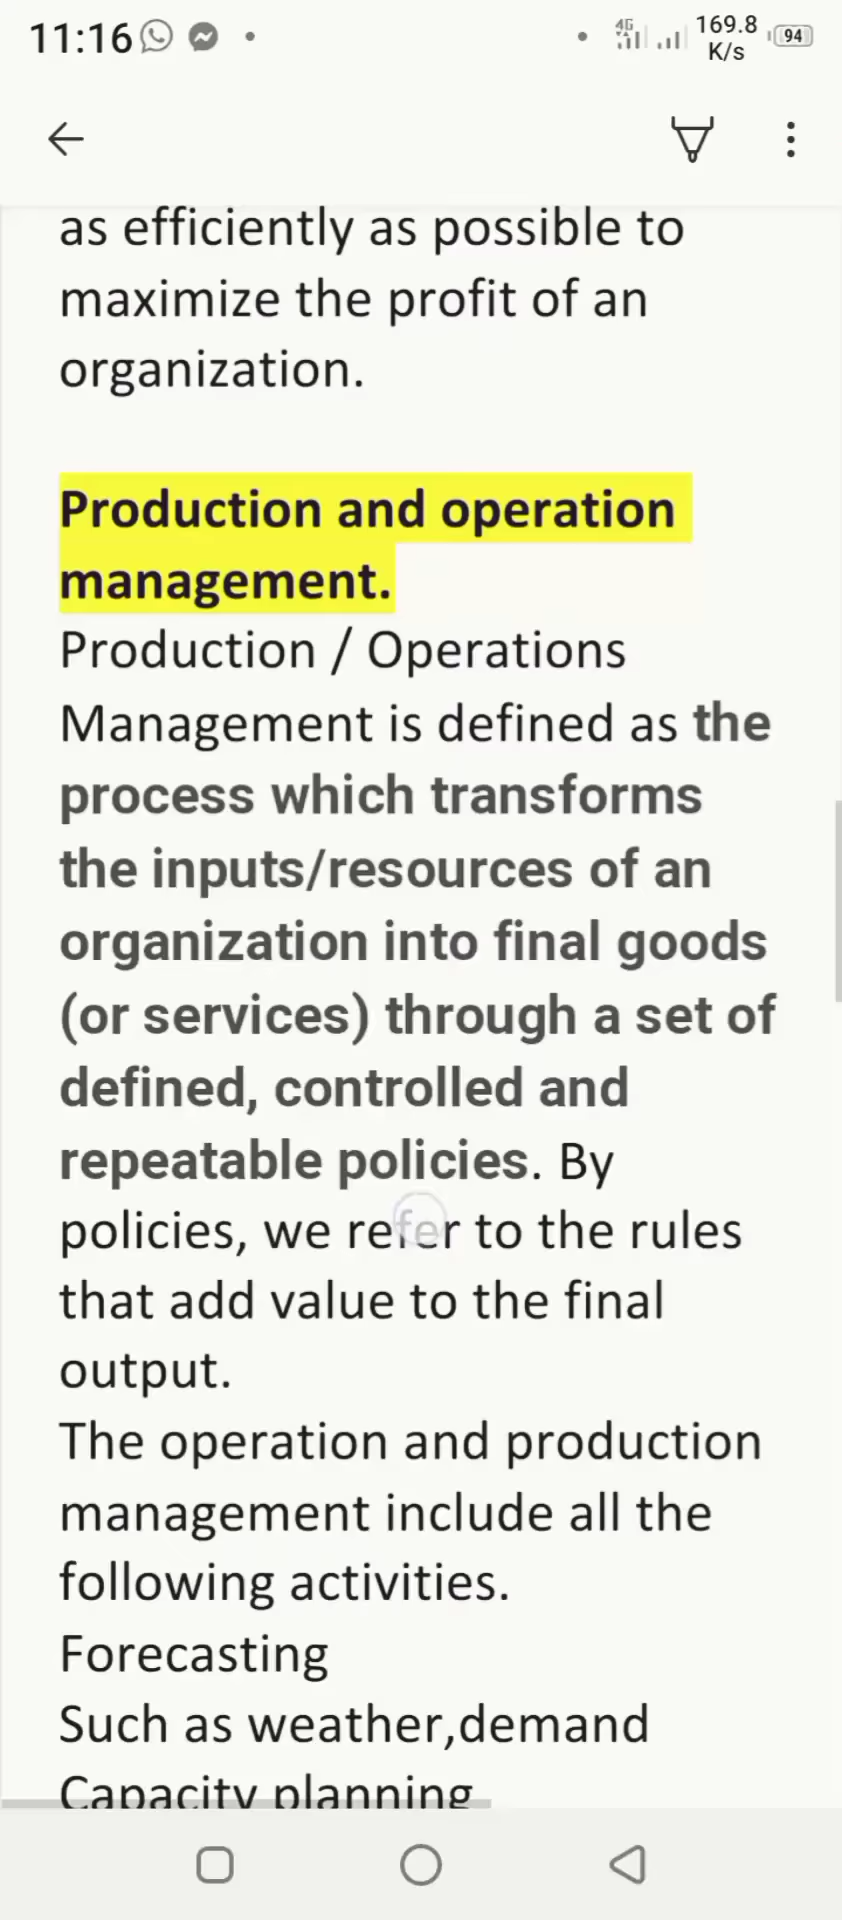 11:16
4G
169.8
K/s
94
as efficiently as possible to
maximize the profit of an
organization.
Production and operation
management.
Production / Operations
Management is defined as the
process which transforms
the inputs/resources of an
organization into final goods
(or services) through a set of
defined, controlled and
repeatable policies. By
policies, we refer to the rules
that add value to the final
output.
The operation and production
management include all the
following activities.
Forecasting
Such as weather,demand
Capacity planning